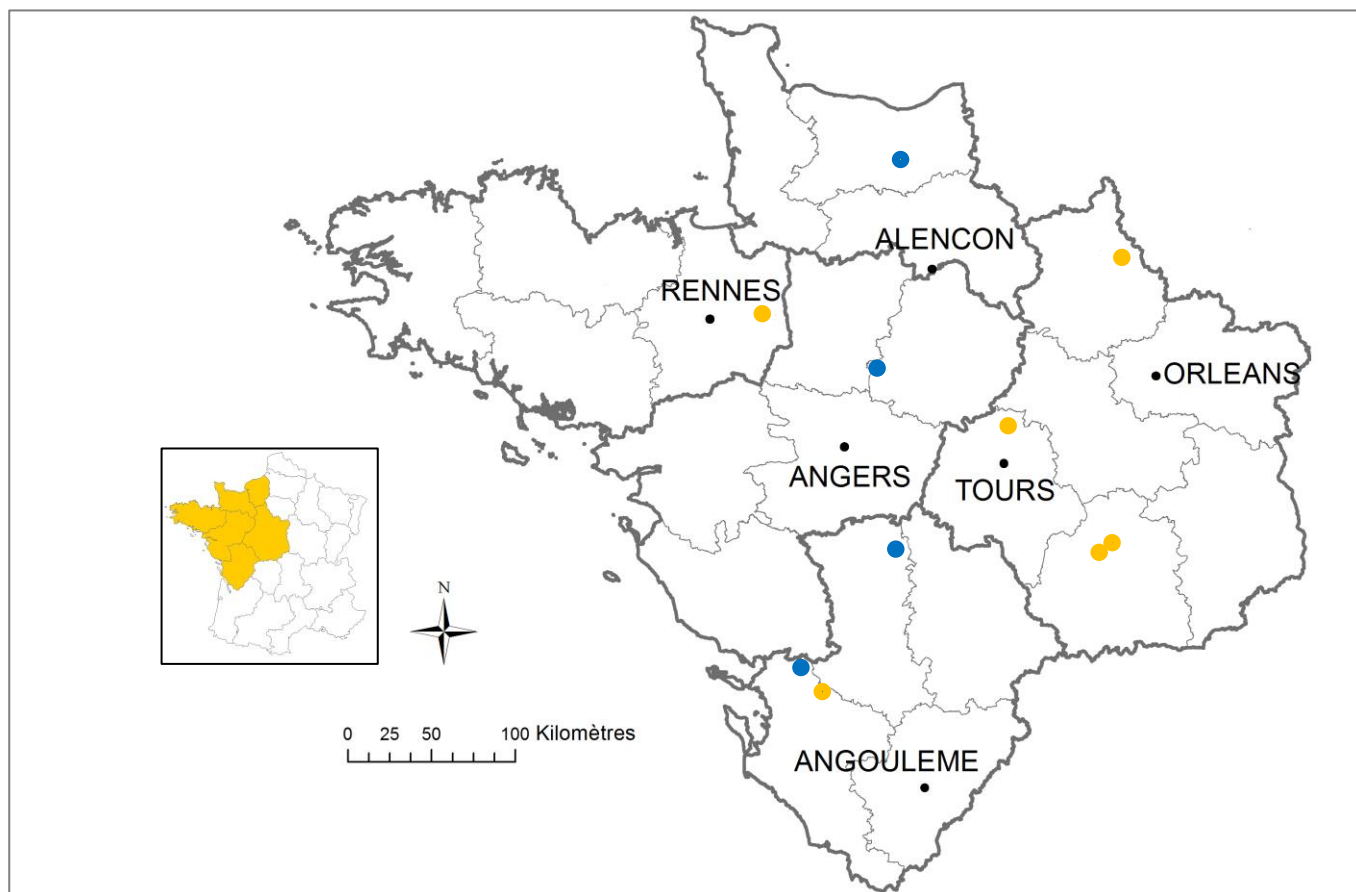 ALENCON
RENNES
ORLEANS
ANGERS
TOURS
N
0 25 50 100 Kilomètres
ANGOULEME